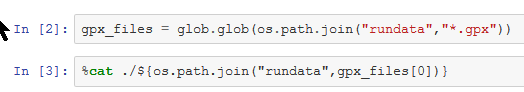 In [2]: gpx_files = glob.glob(os.path.join("rundata","*.gpx"))
In [3]: %cat ./${os.path.join("rundata",gpx_files[0])}